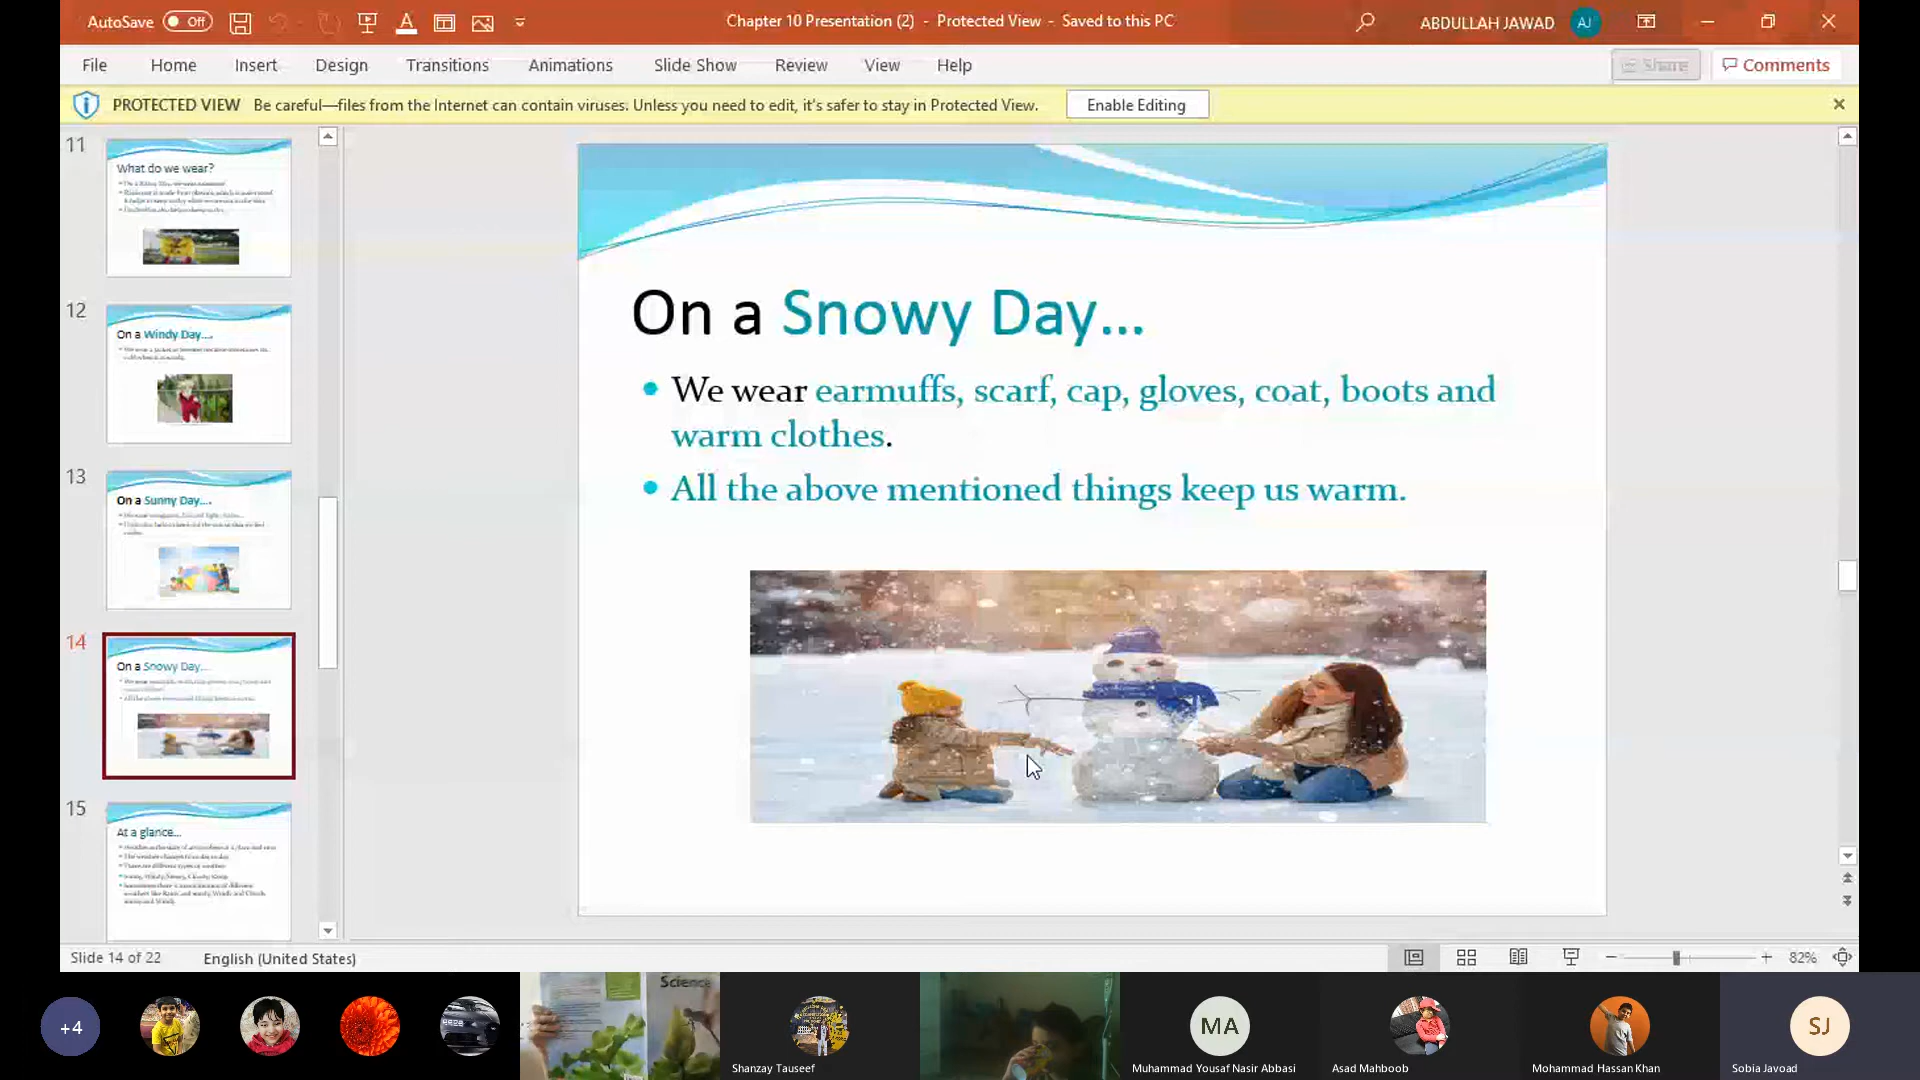 AutoSave Off
Chapter 10 Presentation (2) - Protected View - Saved to this PC
ABDULLAH JAWAD AJ
File Home Insert Design Transitions Animations Slide Show Review View Help Share Comments
PROTECTED VIEW Be careful—files from the Internet can contain viruses. Unless you need to edit, it's safer to stay in Protected View. Enable Editing
11
What do we wear?
12
On a Windy Day....
13
On a Sunny Day....
14
On a Snowy Day...
15
At a glance...
On a Snowy Day...
• We wear earmuffs, scarf, cap, gloves, coat, boots and
warm clothes.
• All the above mentioned things keep us warm.
Slide 14 of 22 English (United States) 82%
+4
Science
Shanzay Tauseef
MA
Muhammad Yousaf Nasir Abbasi
Asad Mahboob
Mohammad Hassan Khan
SJ
Sobia Javoad